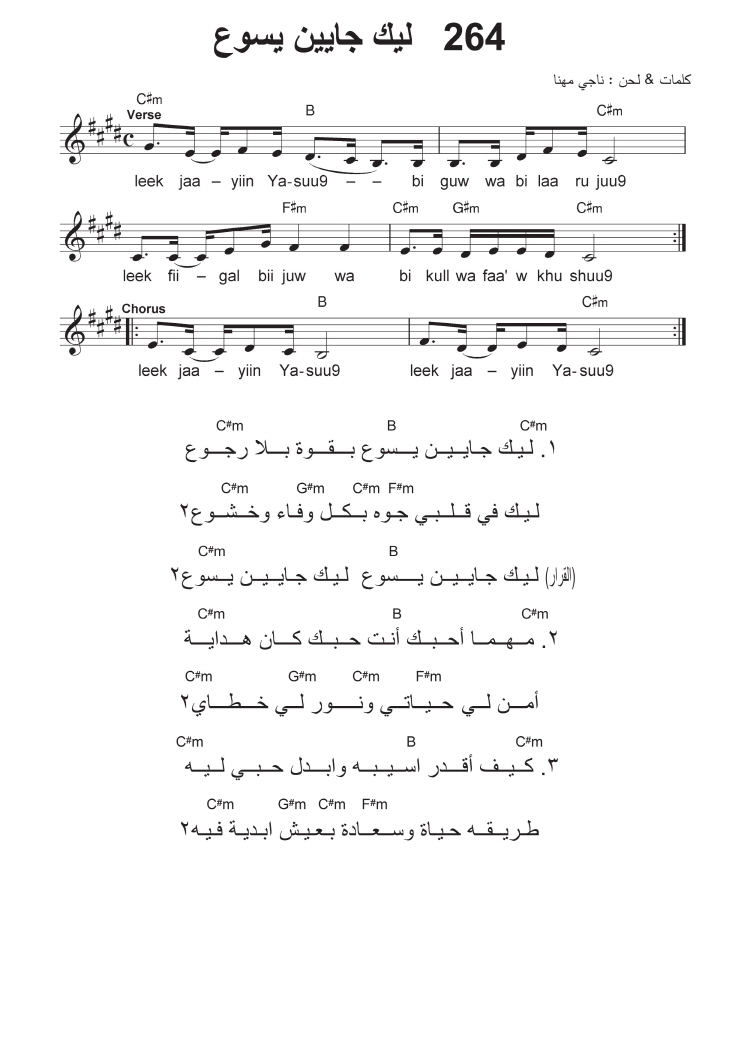 264 ليك جايين يسوع
كلمات & لحن : ناجي مهنا
C#m B C#m
Verse
leek jaa – yiin Ya-suu9 – – bi guw wa bi laa ru juu9
F#m C#m G#m C#m
leek fii – gal bii juw wa bi kull wa faa' w khu shuu9
Chorus B C#m
leek jaa – yiin Ya-suu9 leek jaa – yiin Ya-suu9
C#m B C#m
١. ليك جايين يسوع بقوة بلا رجوع
C#m G#m C#m F#m
ليك في قلبي جوه بكل وفاء وخشوع٢
C#m B
(القرار) ليك جايين يسوع ليك جايين يسوع٢
C#m B C#m
٢. مهما أحبك أنت حبك كان هداية
C#m G#m C#m F#m
أمن لي حياتي ونور لي خطاي٢
C#m B C#m
٣. كيف أقدر اسيبه وابدل حبي ليه
C#m G#m C#m F#m
طريقه حياة وسعادة بعيش ابدية فيه٢